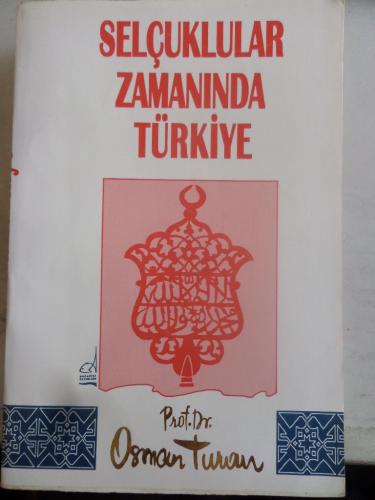 SELÇUKLULAR
ZAMANINDA
TÜRKİYE
Prof. Dr.
Osman Turan